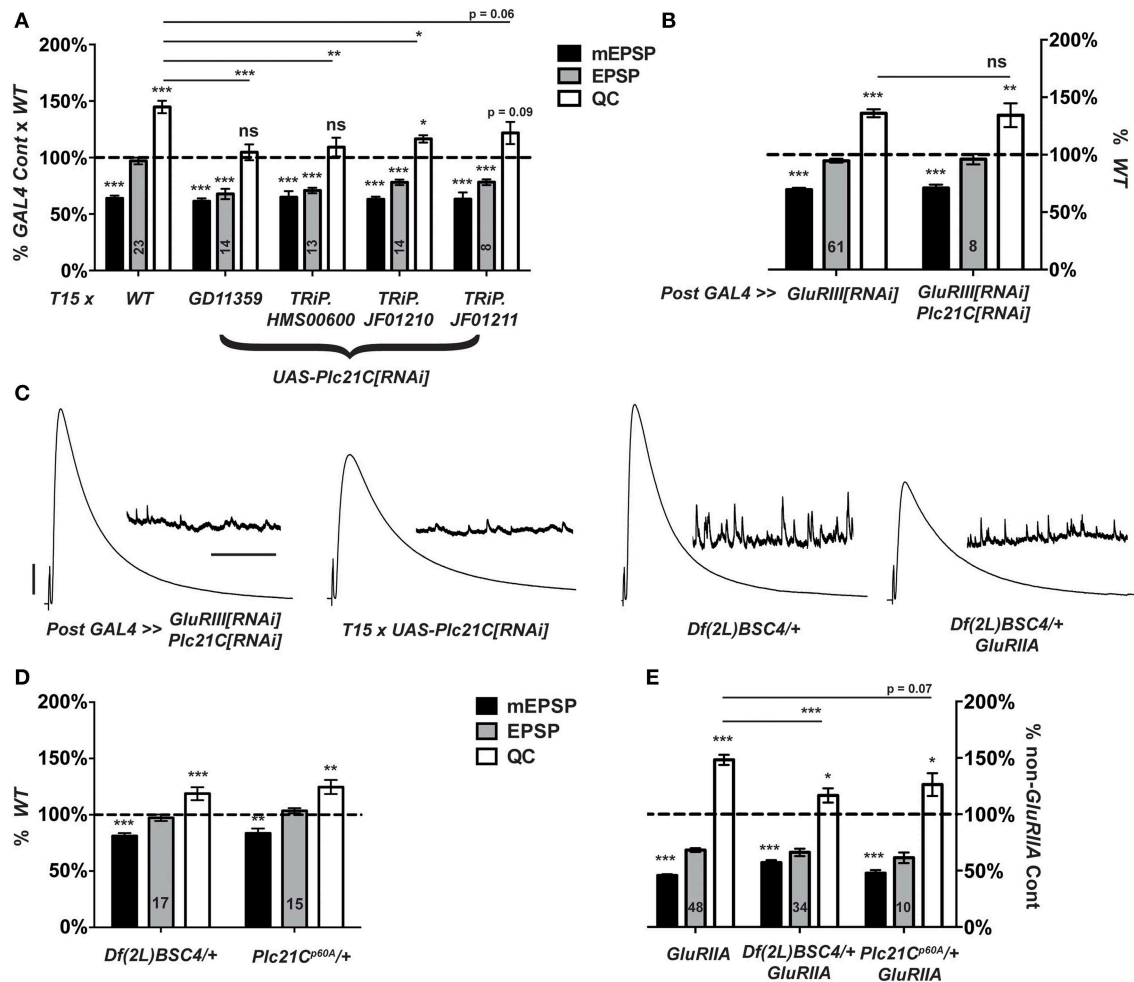 A
p = 0.06
*
**
***
200%
150%
100%
50%
0%
% GAL4 Cont x WT
***
***
***
ns
***
***
ns
***
***
*
***
***
p = 0.09
***
***
23
14
13
14
8
T15 x
WT
GD11359
TRiP.
HMS00600
TRiP.
JF01210
TRiP.
JF01211
UAS-Plc21C[RNAi]
mEPSP
EPSP
QC
B
ns
***
**
***
***
61
8
200%
150%
100%
50%
0%
% WT
Post GAL4 >>
GluRIII[RNAi]
GluRIII[RNAi]
Plc21C[RNAi]
C
Post GAL4 >>
GluRIII[RNAi]
Plc21C[RNAi]
T15 x UAS-Plc21C[RNAi]
Df(2L)BSC4/+
Df(2L)BSC4/+
GluRIIA
D
200%
150%
100%
50%
0%
% WT
***
***
**
**
17
15
Df(2L)BSC4/+
Plc21Cp60A/+
mEPSP
EPSP
QC
E
p = 0.07
***
***
*
*
***
***
***
48
34
10
200%
150%
100%
50%
0%
% non-GluRIIA Cont
GluRIIA
Df(2L)BSC4/+
GluRIIA
Plc21Cp60A/+
GluRIIA